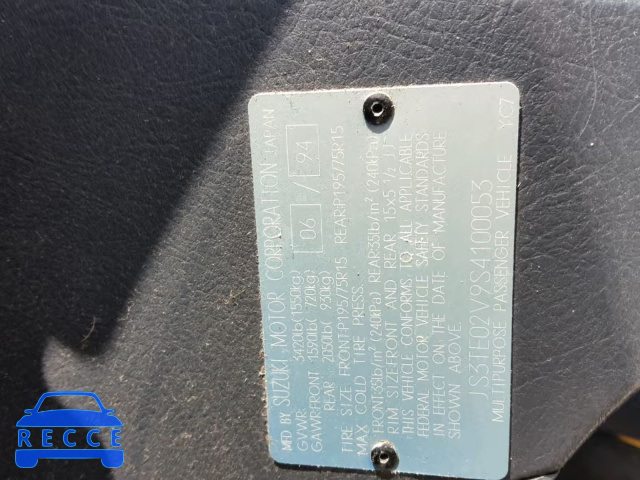 MFD BY SUZUKI MOTOR CORPORATION JAPAN
GVWR: 3420lb(1550kg) 06 / 94
GAWR:FRONT 1590lb( 720kg)
REAR 2050lb( 930kg)
TIRE SIZE FRONT:P195/75R15 REAR:P195/75R15
MAX COLD TIRE PRESS.
FRONT:35lb/in²(240kPa) REAR:35lb/in²(240kPa)
RIM SIZE:FRONT AND REAR 15x5 ½ JJ
THIS VEHICLE CONFORMS TO ALL APPLICABLE
FEDERAL MOTOR VEHICLE SAFETY STANDARDS
IN EFFECT ON THE DATE OF MANUFACTURE
SHOWN ABOVE.
JS3TE02V9S4100053
MULTIPURPOSE PASSENGER VEHICLE YC7
RECCE